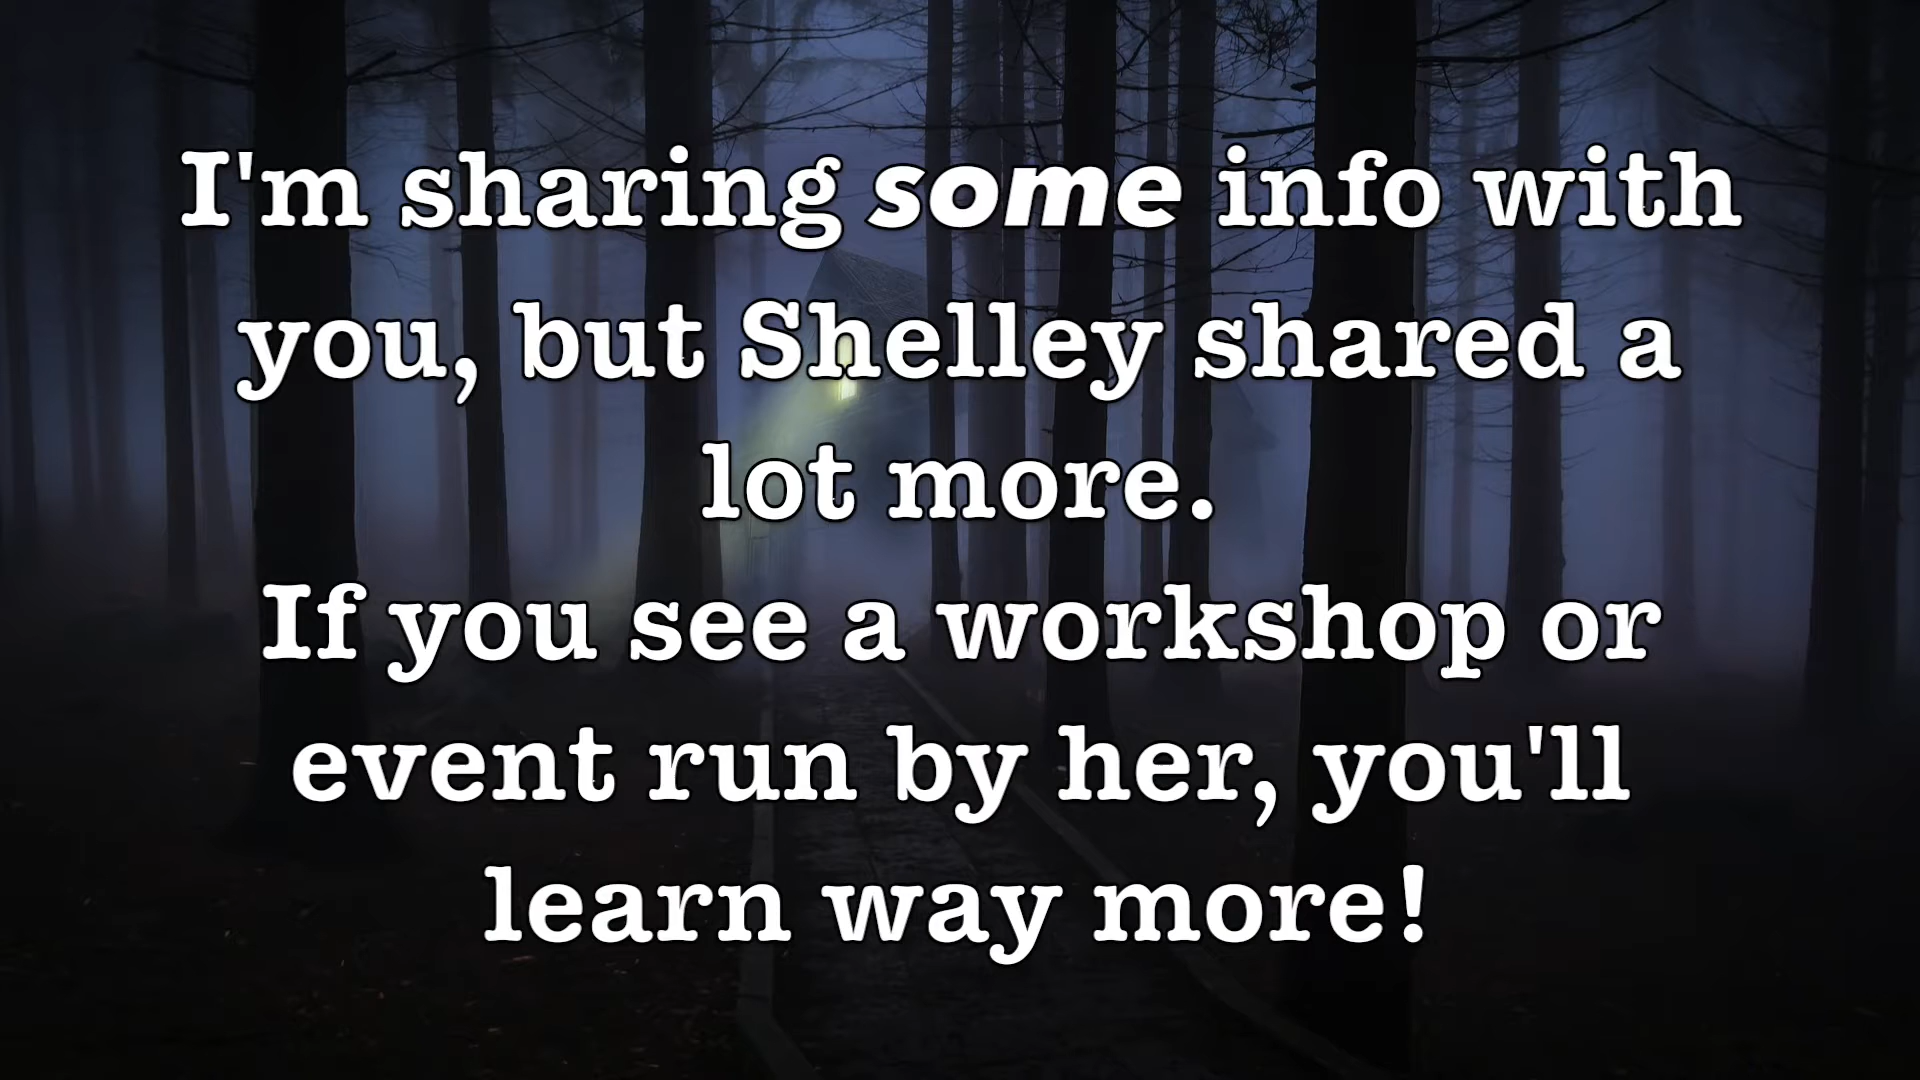 I'm sharing some info with
you, but Shelley shared a
lot more.
If you see a workshop or
event run by her, you'll
learn way more!